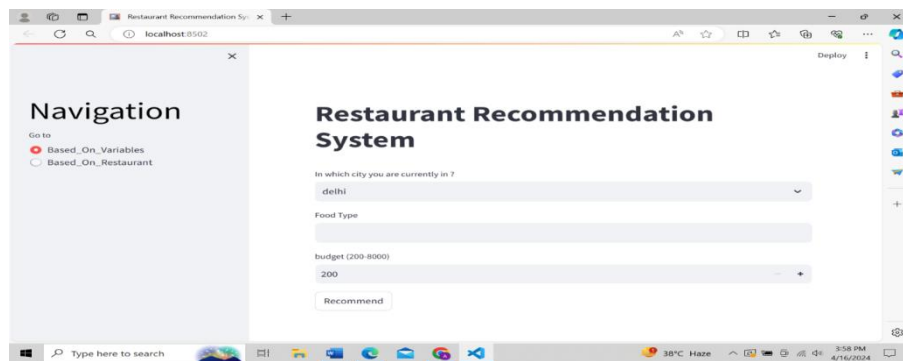 Restaurant Recommendation Sy
localhost:8502
Deploy
Navigation
Go to
Based_On_Variables
Based_On_Restaurant
Restaurant Recommendation
System
In which city you are currently in ?
delhi
Food Type
budget (200-8000)
200
Recommend
Type here to search
38°C Haze
3:58 PM
4/16/2024